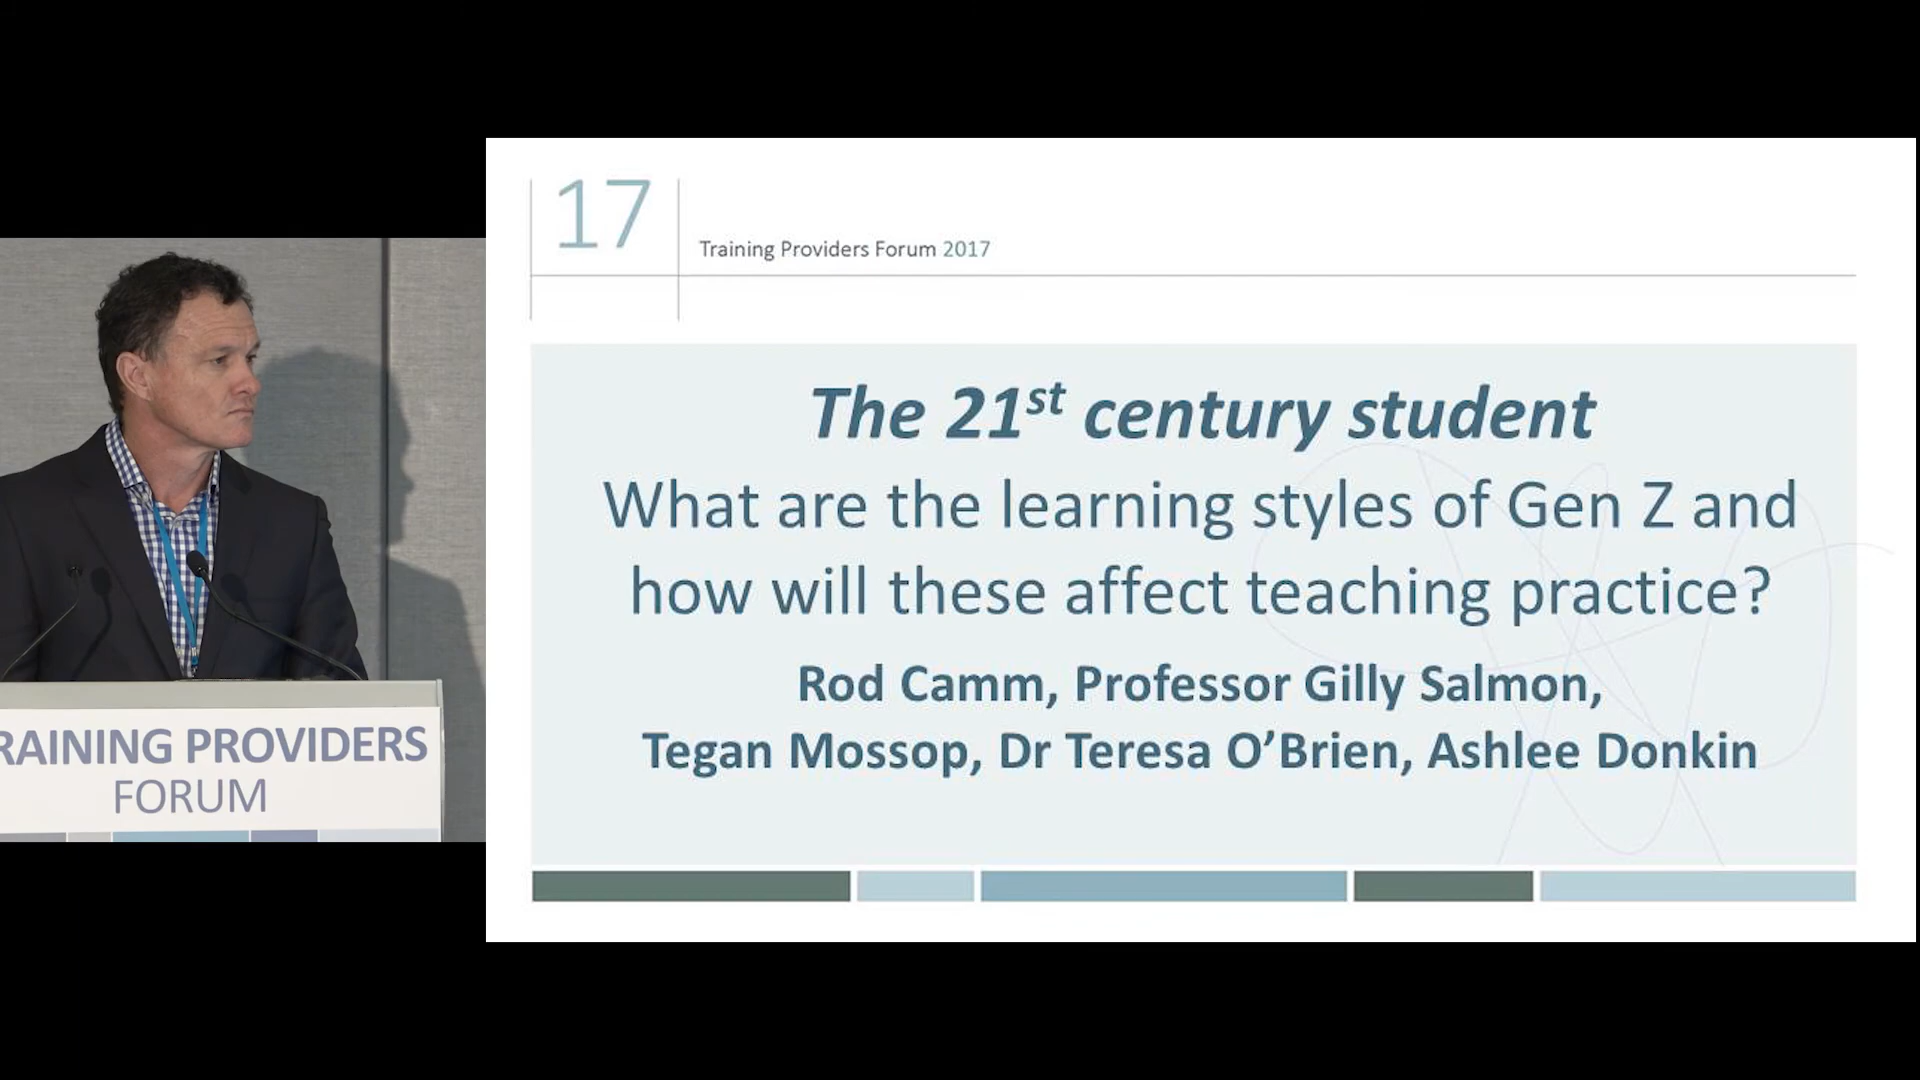 17
Training Providers Forum 2017
The 21st century student
What are the learning styles of Gen Z and
how will these affect teaching practice?
Rod Camm, Professor Gilly Salmon,
Tegan Mossop, Dr Teresa O’Brien, Ashlee Donkin
RAINING PROVIDERS
FORUM